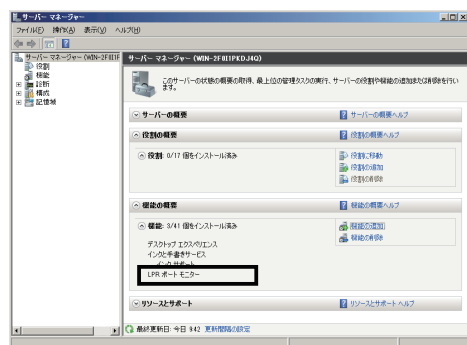 サーバー マネージャー
ファイル(F) 操作(A) 表示(V) ヘルプ(H)
サーバー マネージャー (WIN-2F0I1F
役割
機能
診断
構成
記憶域
サーバー マネージャー (WIN-2F0I1PKDJ4Q)
このサーバーの状態の概要の取得、最上位の管理タスクの実行、サーバーの役割や機能の追加または削除を行います。
サーバーの概要
サーバーの概要ヘルプ
役割の概要
役割の概要ヘルプ
役割: 0/17 個をインストール済み
役割に移動
役割の追加
役割の削除
機能の概要
機能の概要ヘルプ
機能: 3/41 個をインストール済み
機能の追加
機能の削除
デスクトップ エクスペリエンス
インクと手書きサービス
インク サポート
LPR ポート モニター
リソースとサポート
リソースとサポート ヘルプ
最終更新日: 今日 9:42 更新間隔の設定